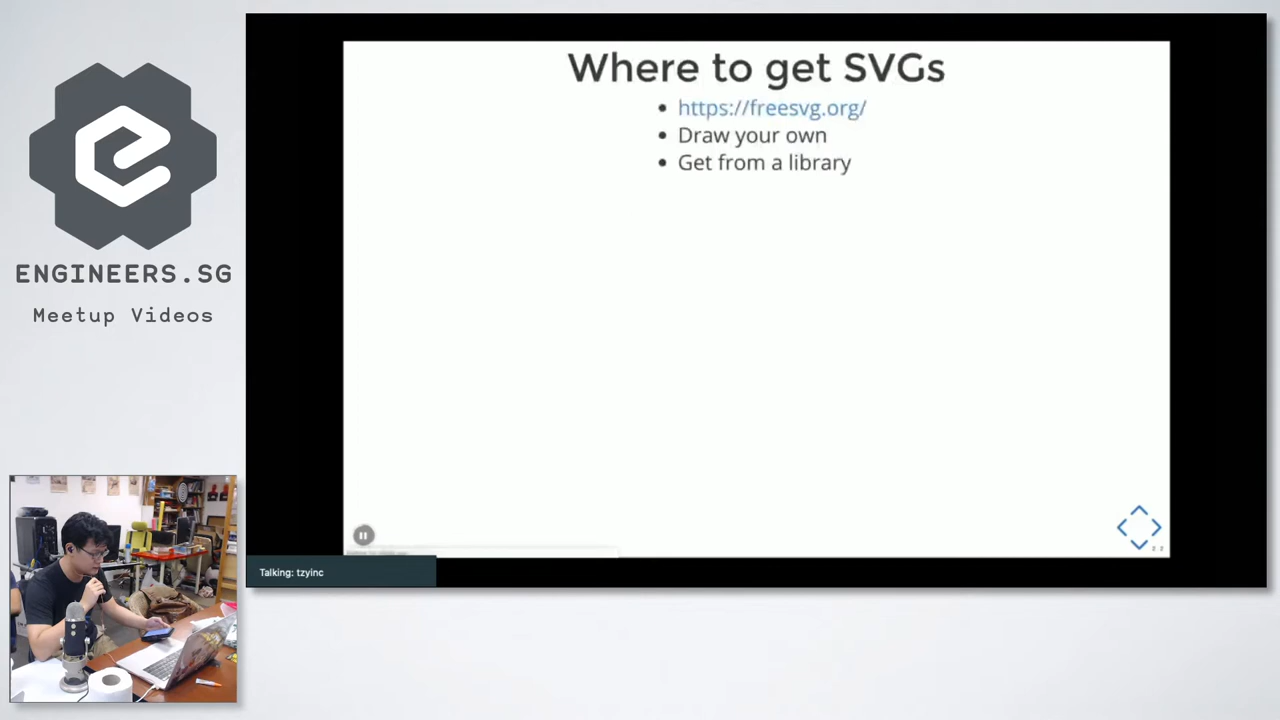 Where to get SVGs
https://freesvg.org/
Draw your own
Get from a library
ENGINEERS.SG
Meetup Videos
Talking: tzyinc